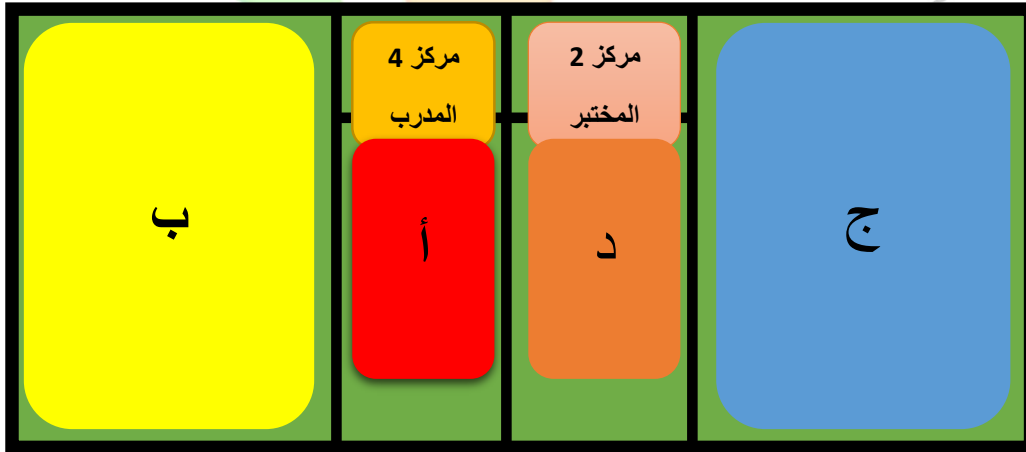 مركز 2
المختبر
مركز 4
المدرب
ج
د
أ
ب